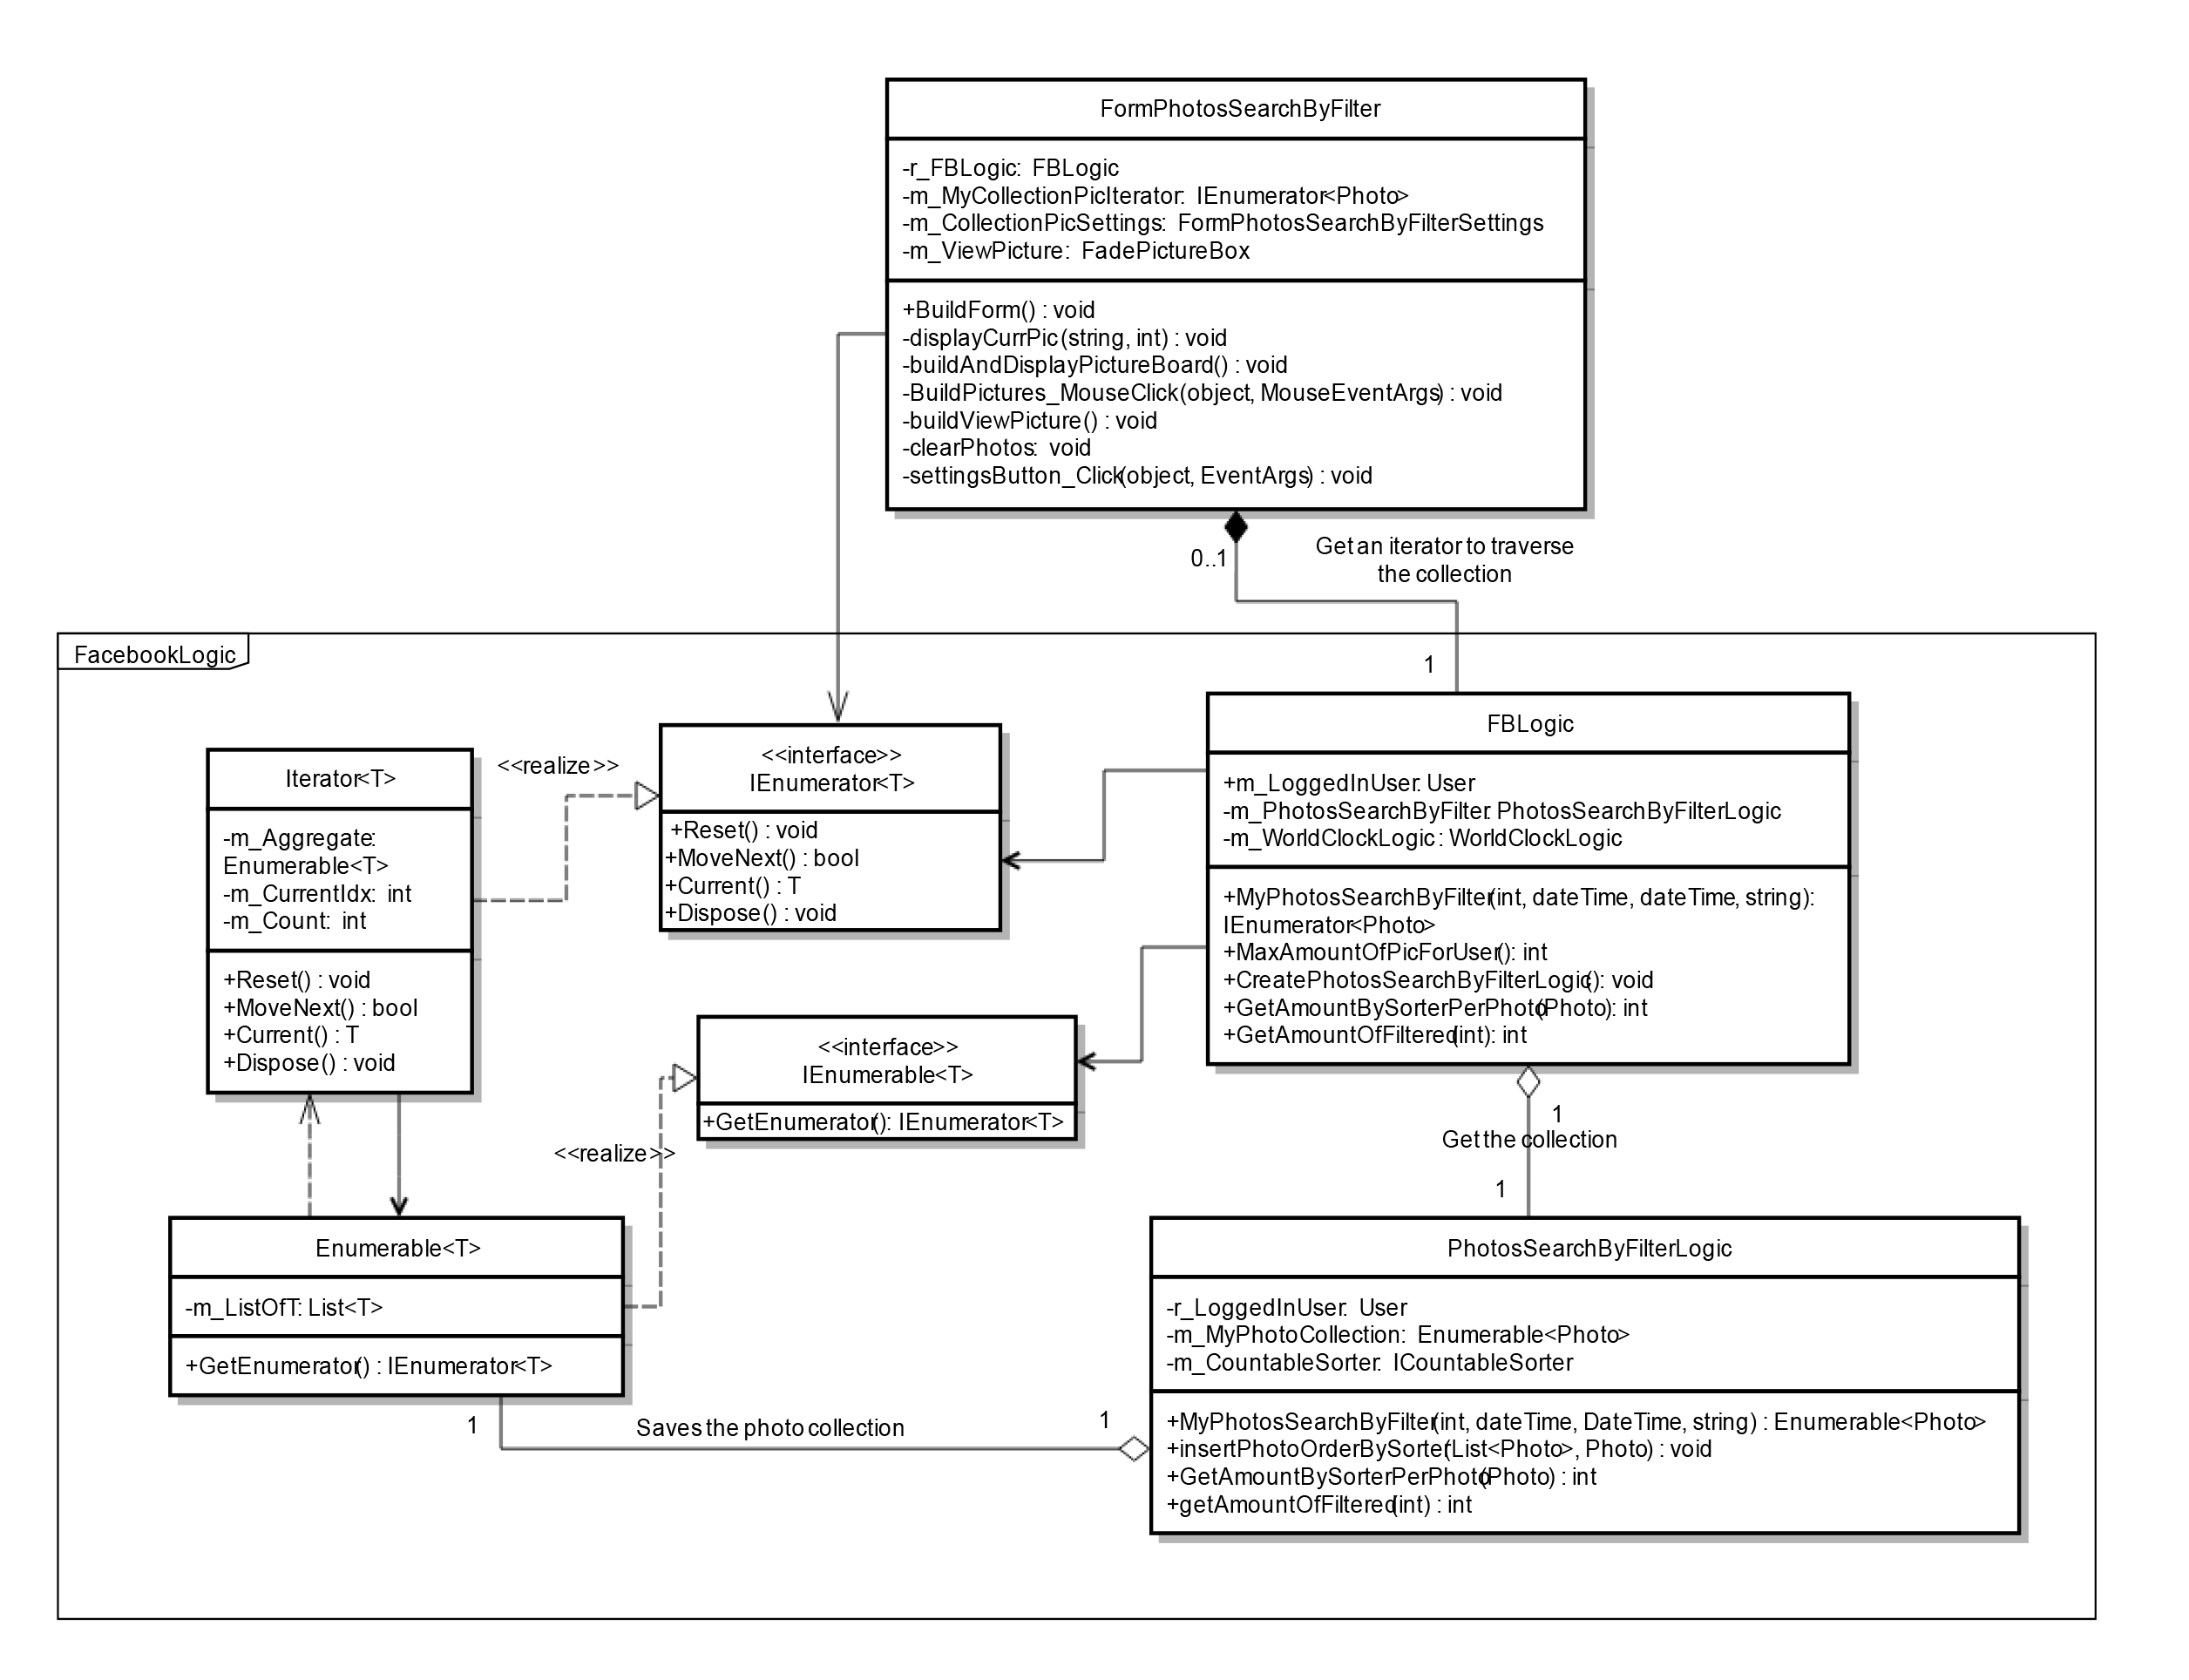 FormPhotosSearchByFilter
-r_FBLogic: FBLogic
-m_MyCollectionPicIterator: IEnumerator<Photo>
-m_CollectionPicSettings: FormPhotosSearchByFilterSettings
-m_ViewPicture: FadePictureBox
+BuildForm() : void
-displayCurrPic(string, int) : void
-buildAndDisplayPictureBoard() : void
-BuildPictures_MouseClick(object, MouseEventArgs) : void
-buildViewPicture() : void
-clearPhotos: void
-settingsButton_Click(object, EventArgs) : void
0..1
Get an iterator to traverse
the collection
1
FacebookLogic
Iterator<T>
-m_Aggregate:
Enumerable<T>
-m_CurrentIdx: int
-m_Count: int
+Reset() : void
+MoveNext() : bool
+Current() : T
+Dispose() : void
<<realize>>
<<interface>>
IEnumerator<T>
+Reset() : void
+MoveNext() : bool
+Current() : T
+Dispose() : void
FBLogic
+m_LoggedInUser: User
-m_PhotosSearchByFilter: PhotosSearchByFilterLogic
-m_WorldClockLogic: WorldClockLogic
+MyPhotosSearchByFilter(int, dateTime, dateTime, string):
IEnumerator<Photo>
+MaxAmountOfPicForUser(): int
+CreatePhotosSearchByFilterLogic(): void
+GetAmountBySorterPerPhoto(Photo): int
+GetAmountOfFiltered(int): int
<<interface>>
IEnumerable<T>
+GetEnumerator(): IEnumerator<T>
<<realize>>
1
Get the collection
1
Enumerable<T>
-m_ListOfT: List<T>
+GetEnumerator() : IEnumerator<T>
1
Saves the photo collection
1
PhotosSearchByFilterLogic
-r_LoggedInUser: User
-m_MyPhotoCollection: Enumerable<Photo>
-m_CountableSorter: ICountableSorter
+MyPhotosSearchByFilter(int, dateTime, DateTime, string) : Enumerable<Photo>
+insertPhotoOrderBySorter(List<Photo>, Photo) : void
+GetAmountBySorterPerPhoto(Photo) : int
+getAmountOfFiltered(int) : int